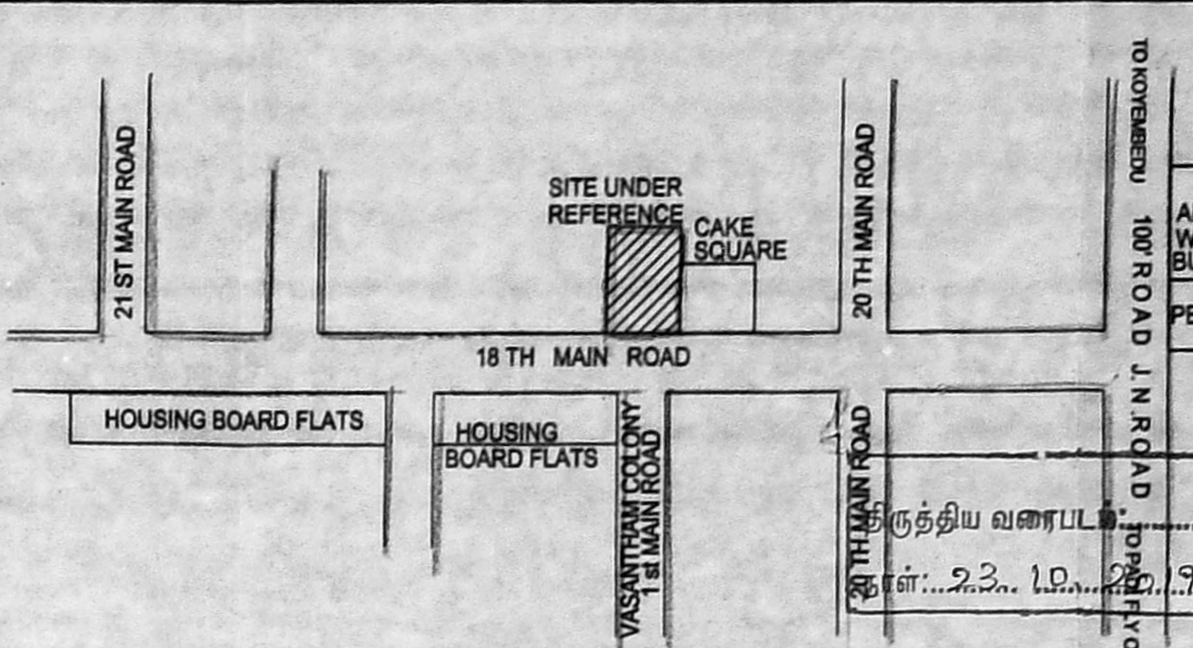 21 ST MAIN ROAD
SITE UNDER
REFERENCE
CAKE
SQUARE
20 TH MAIN ROAD
TO KOYEMBEDU 100' ROAD J.N.ROAD
18 TH MAIN ROAD
HOUSING BOARD FLATS
HOUSING
BOARD FLATS
VASANTHAM COLONY
1 st MAIN ROAD
20 TH MAIN ROAD
திருத்திய வரைபடம்:
நாள்: 23. 10. 2019